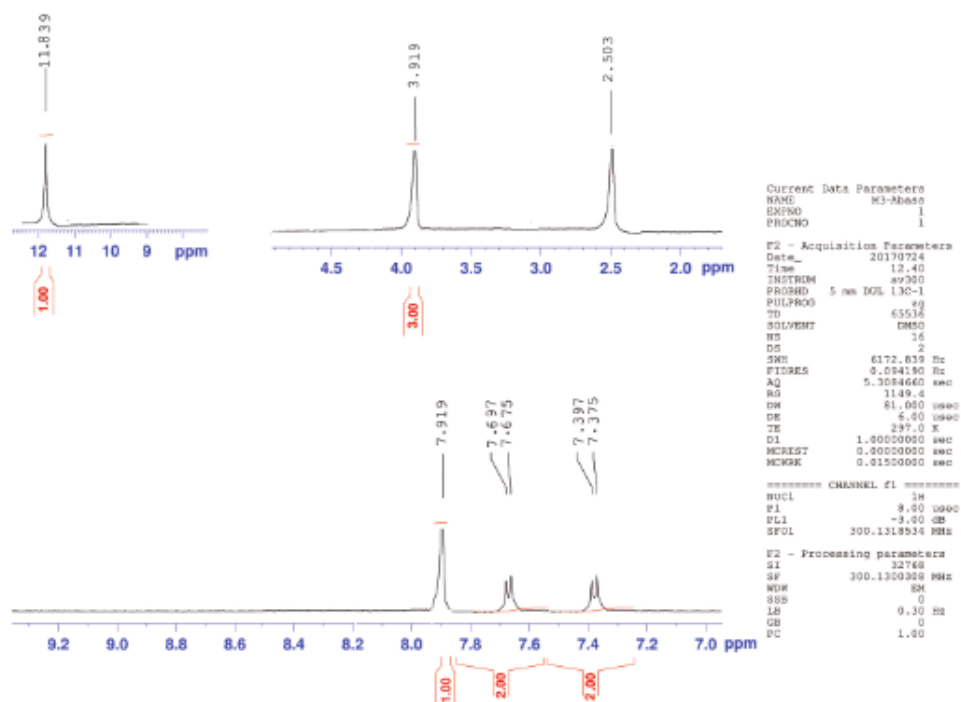 11.839
3.919
2.503
12 11 10 9 ppm
4.5 4.0 3.5 3.0 2.5 2.0 ppm
1.00
3.00
7.919
7.697
7.675
7.397
7.375
9.2 9.0 8.8 8.6 8.4 8.2 8.0 7.8 7.6 7.4 7.2 7.0 ppm
1.00
2.00
2.00
Current Data Parameters
NAME M3-Abass
EXPNO 1
PROCNO 1
F2 - Acquisition Parameters
Date_ 20170724
Time 12.40
INSTRUM av300
PROBHD 5 mm DUL 13C-1
PULPROG zg
TD 65536
SOLVENT DMSO
NS 16
DS 2
SWH 6172.839 Hz
FIDRES 0.094190 Hz
AQ 5.3084660 sec
RG 1149.4
DW 81.000 usec
DE 6.00 usec
TE 297.0 K
D1 1.00000000 sec
MCREST 0.00000000 sec
MCWRK 0.01500000 sec
======== CHANNEL f1 ========
NUC1 1H
P1 8.00 usec
PL1 -3.00 dB
SFO1 300.1318534 MHz
F2 - Processing parameters
SI 32768
SF 300.1300308 MHz
WDW EM
SSB 0
LB 0.30 Hz
GB 0
PC 1.00